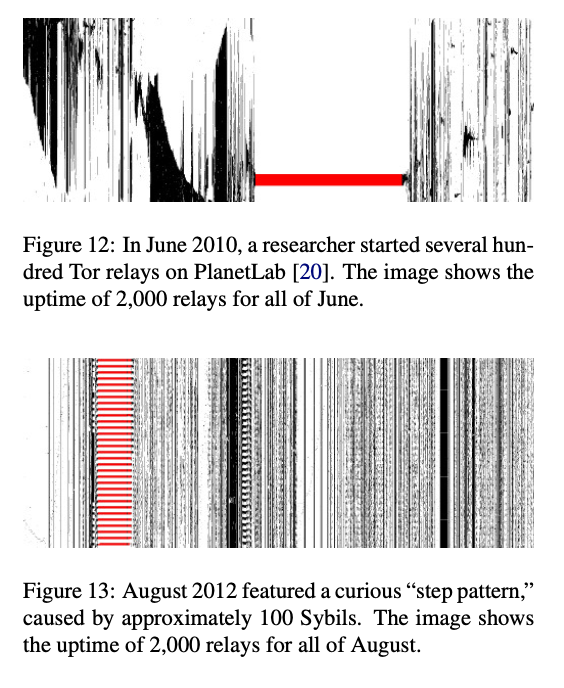 Figure 12: In June 2010, a researcher started several hun-
dred Tor relays on PlanetLab [20]. The image shows the
uptime of 2,000 relays for all of June.
Figure 13: August 2012 featured a curious “step pattern,”
caused by approximately 100 Sybils. The image shows
the uptime of 2,000 relays for all of August.